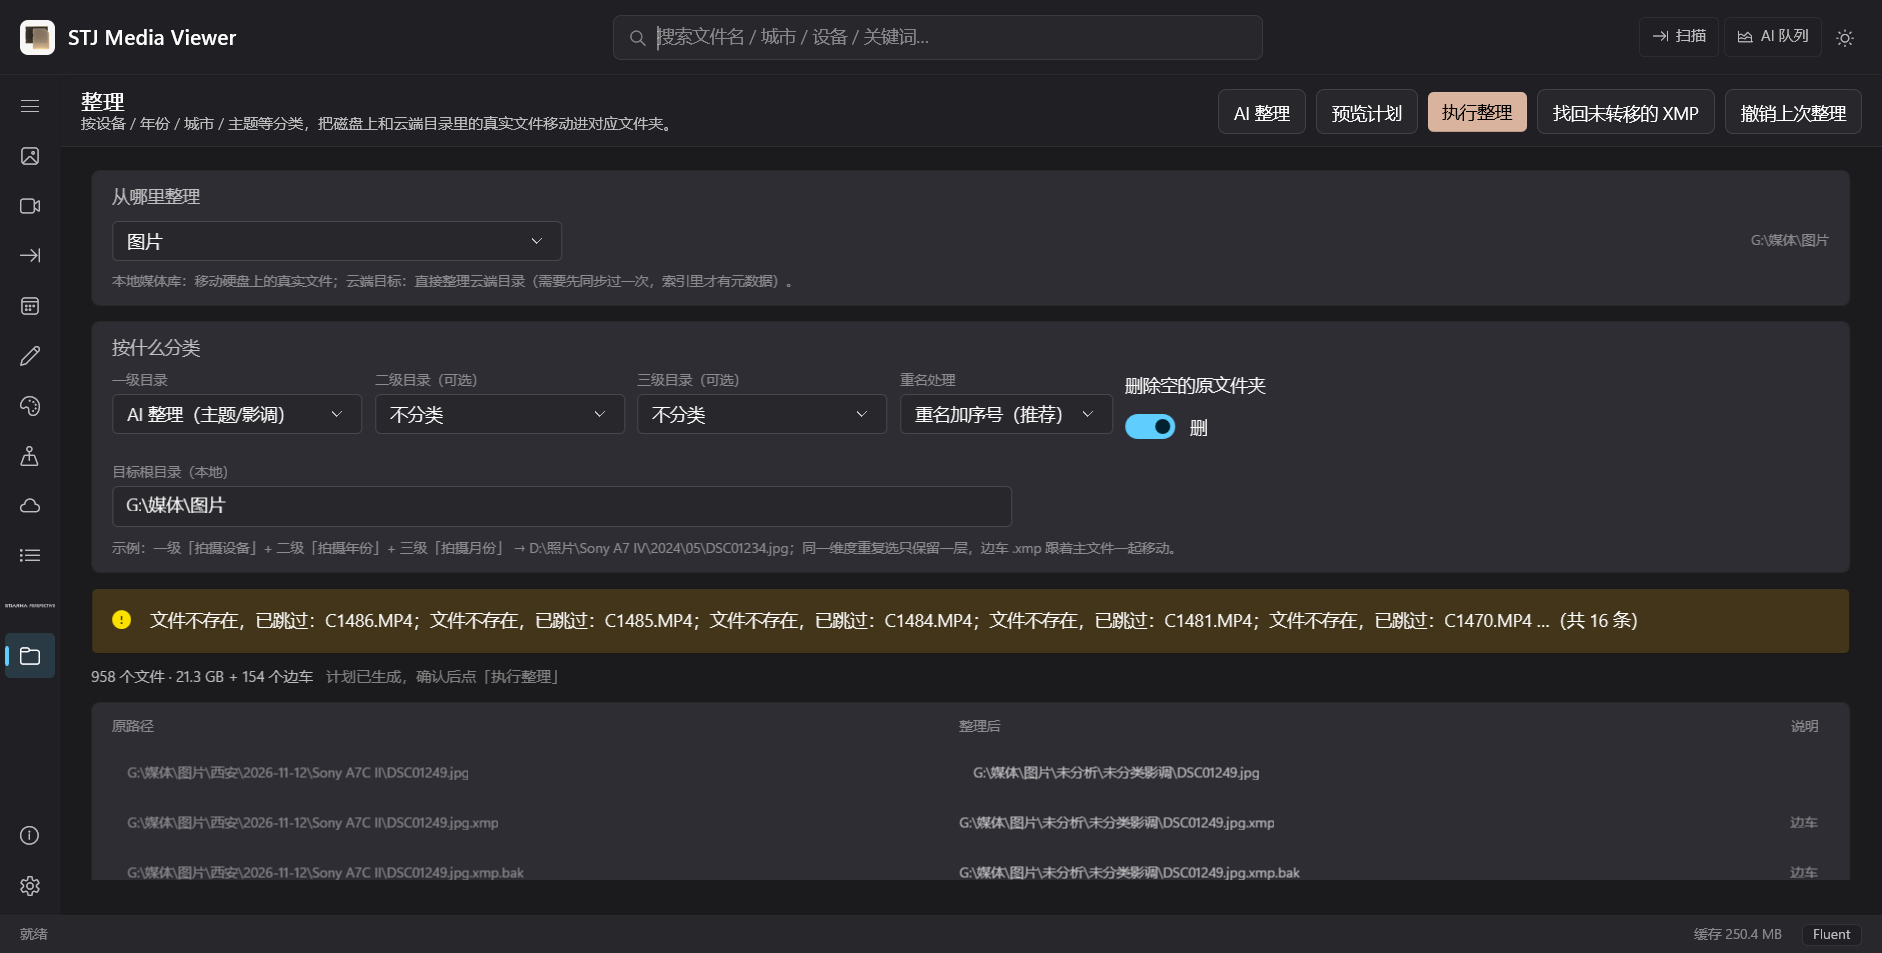 STJ Media Viewer
搜索文件名 / 城市 / 设备 / 关键词...
扫描
AI 队列
整理
按设备 / 年份 / 城市 / 主题等分类，把磁盘上和云端目录里的真实文件移动进对应文件夹。
AI 整理
预览计划
执行整理
找回未转移的 XMP
撤销上次整理
从哪里整理
图片
G:\媒体\图片
本地媒体库：移动硬盘上的真实文件；云端目标：直接整理云端目录（需要先同步过一次，索引里才有元数据）。
按什么分类
一级目录
二级目录（可选）
三级目录（可选）
重名处理
删除空的原文件夹
AI 整理（主题/影调）
不分类
不分类
重名加序号（推荐）
删
目标根目录（本地）
G:\媒体\图片
示例：一级「拍摄设备」+ 二级「拍摄年份」+ 三级「拍摄月份」 → D:\照片\Sony A7 IV\2024\05\DSC01234.jpg；同一维度重复选只保留一层，边车 .xmp 跟着主文件一起移动。
STJARNA PERSPECTIVE
文件不存在，已跳过：C1486.MP4；文件不存在，已跳过：C1485.MP4；文件不存在，已跳过：C1484.MP4；文件不存在，已跳过：C1481.MP4；文件不存在，已跳过：C1470.MP4 ...（共 16 条）
958 个文件 · 21.3 GB + 154 个边车 计划已生成，确认后点「执行整理」
原路径
整理后
说明
G:\媒体\图片\西安\2026-11-12\Sony A7C II\DSC01249.jpg
G:\媒体\图片\未分析\未分类影调\DSC01249.jpg
G:\媒体\图片\西安\2026-11-12\Sony A7C II\DSC01249.jpg.xmp
G:\媒体\图片\未分析\未分类影调\DSC01249.jpg.xmp
边车
G:\媒体\图片\西安\2026-11-12\Sony A7C II\DSC01249.jpg.xmp.bak
G:\媒体\图片\未分析\未分类影调\DSC01249.jpg.xmp.bak
边车
就绪
缓存 250.4 MB
Fluent